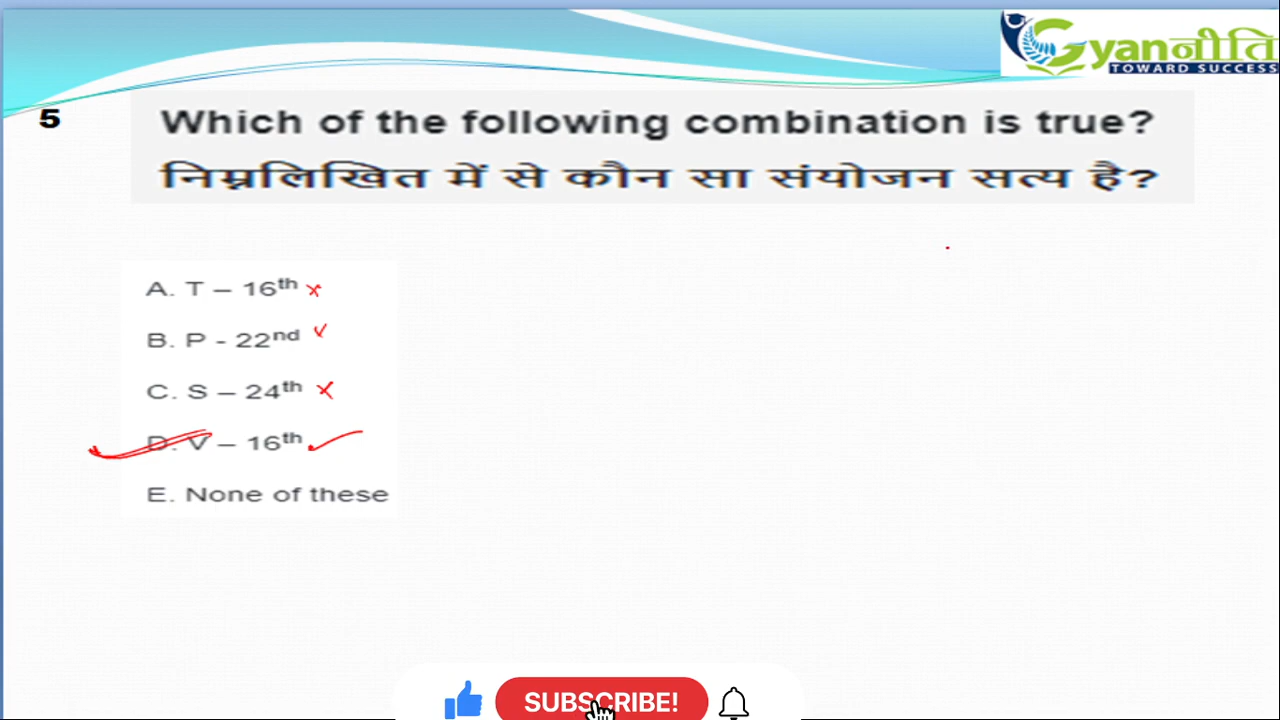 Gyanनीति
TOWARD SUCCESS
5
Which of the following combination is true?
निम्नलिखित में से कौन सा संयोजन सत्य है?
A. T – 16th
B. P - 22nd
C. S – 24th
D. V – 16th
E. None of these
SUBSCRIBE!